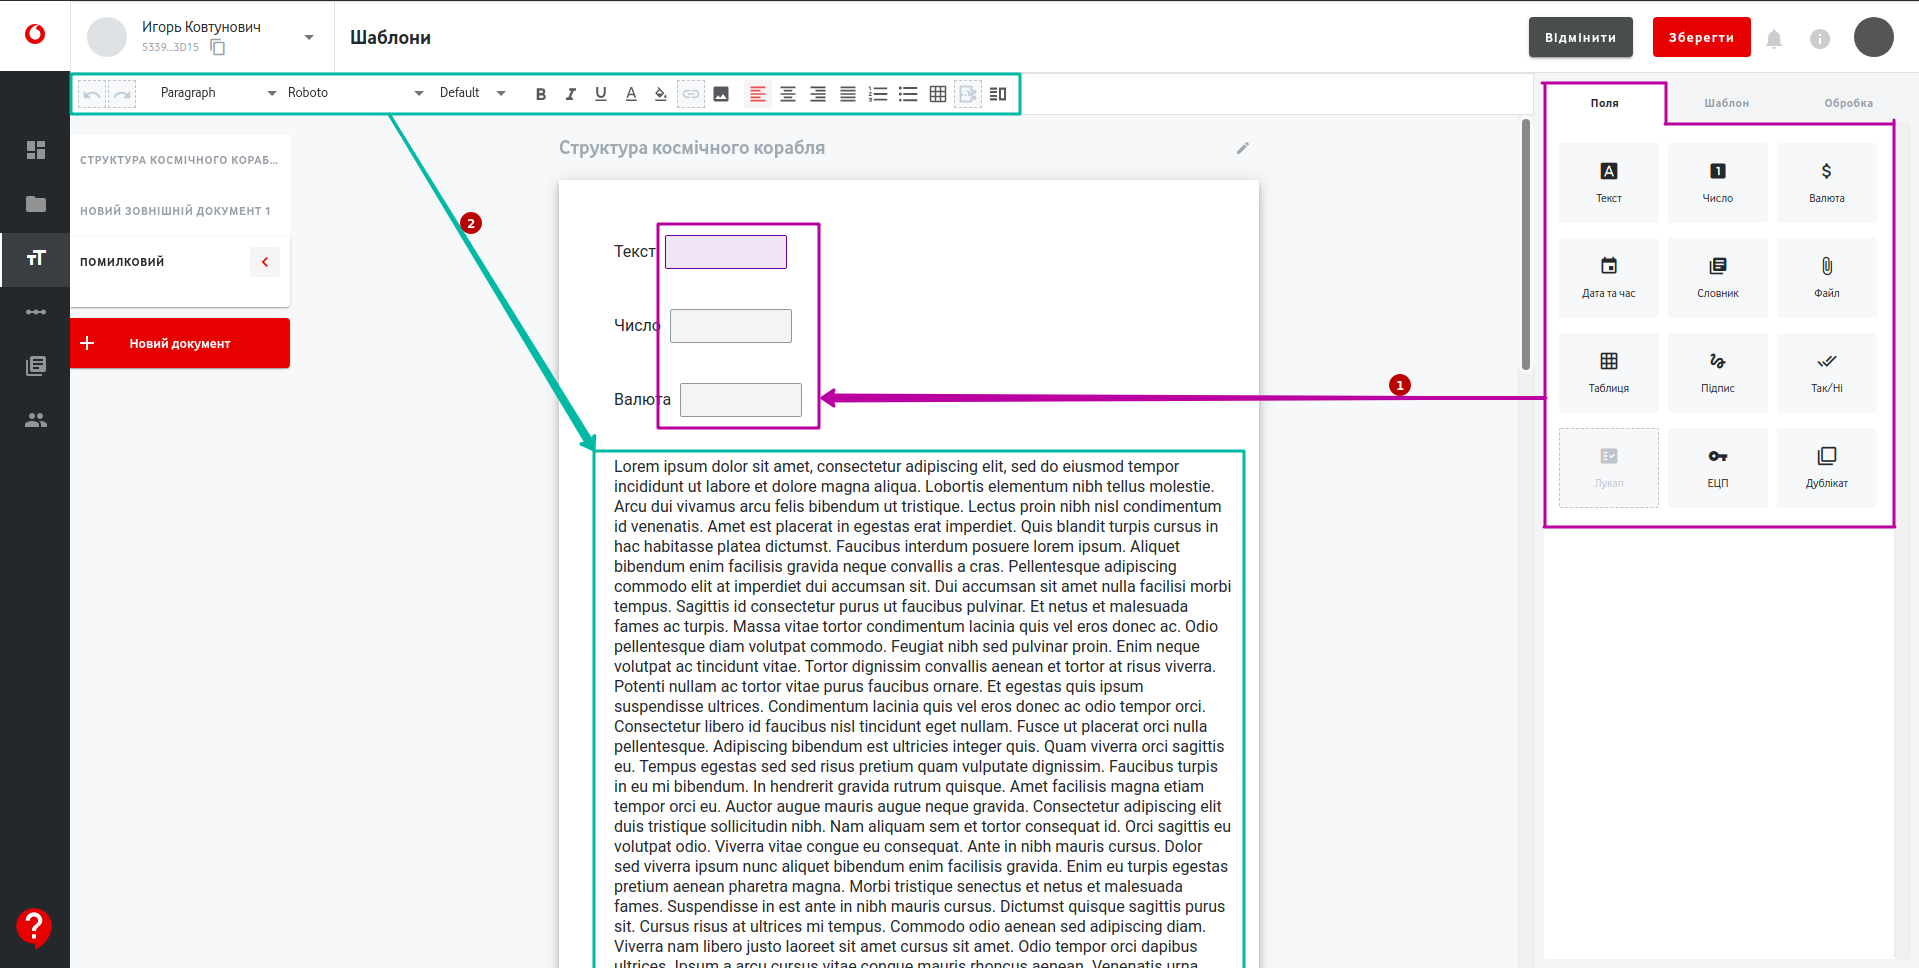 Игорь Ковтунович
5339...3D15
Шаблони
Відмінити
Зберегти
Paragraph
Roboto
Default
Поля
Шаблон
Обробка
СТРУКТУРА КОСМІЧНОГО КОРАБ...
НОВИЙ ЗОВНІШНІЙ ДОКУМЕНТ 1
ПОМИЛКОВИЙ
Новий документ
Структура космічного корабля
2
1
Текст
Число
Валюта
Lorem ipsum dolor sit amet, consectetur adipiscing elit, sed do eiusmod tempor
incididunt ut labore et dolore magna aliqua. Lobortis elementum nibh tellus molestie.
Arcu dui vivamus arcu felis bibendum ut tristique. Lectus proin nibh nisl condimentum
id venenatis. Amet est placerat in egestas erat imperdiet. Quis blandit turpis cursus in
hac habitasse platea dictumst. Faucibus interdum posuere lorem ipsum. Aliquet
bibendum enim facilisis gravida neque convallis a cras. Pellentesque adipiscing
commodo elit at imperdiet dui accumsan sit. Dui accumsan sit amet nulla facilisi morbi
tempus. Sagittis id consectetur purus ut faucibus pulvinar. Et netus et malesuada
fames ac turpis. Massa vitae tortor condimentum lacinia quis vel eros donec ac. Odio
pellentesque diam volutpat commodo. Feugiat nibh sed pulvinar proin. Enim neque
volutpat ac tincidunt vitae. Tortor dignissim convallis aenean et tortor at risus viverra.
Potenti nullam ac tortor vitae purus faucibus ornare. Et egestas quis ipsum
suspendisse ultrices. Condimentum lacinia quis vel eros donec ac odio tempor orci.
Consectetur libero id faucibus nisl tincidunt eget nullam. Fusce ut placerat orci nulla
pellentesque. Adipiscing bibendum est ultricies integer quis. Quam viverra orci sagittis
eu. Tempus egestas sed sed risus pretium quam vulputate dignissim. Faucibus turpis
in eu mi bibendum. In hendrerit gravida rutrum quisque. Amet facilisis magna etiam
tempor orci eu. Auctor augue mauris augue neque gravida. Consectetur adipiscing elit
duis tristique sollicitudin nibh. Nam aliquam sem et tortor consequat id. Orci sagittis eu
volutpat odio. Viverra vitae congue eu consequat. Ante in nibh mauris cursus. Dolor
sed viverra ipsum nunc aliquet bibendum enim facilisis gravida. Enim eu turpis egestas
pretium aenean pharetra magna. Morbi tristique senectus et netus et malesuada
fames. Suspendisse in est ante in nibh mauris cursus. Dictumst quisque sagittis purus
sit. Cursus risus at ultrices mi tempus. Commodo odio aenean sed adipiscing diam.
Viverra nam libero justo laoreet sit amet cursus sit amet. Odio tempor orci dapibus
ultrices. Ipsum a arcu cursus vitae congue mauris rhoncus aenean. Venenatis urna
Текст
Число
Валюта
Дата та час
Словник
Файл
Таблиця
Підпис
Так/Ні
Лукап
ЕЦП
Дублікат